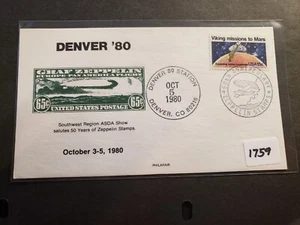 DENVER '80
GRAF ZEPPELIN
EUROPE-PAN AMERICA FLIGHT
65¢
65¢
UNITED STATES POSTAGE
Southwest Region ASDA Show
salutes 50 Years of Zeppelin Stamps.
October 3-5, 1980
DENVER 80 STATION
OCT
5
1980
DENVER, CO
Viking missions to Mars
ZEPPELIN STAMPS
1759